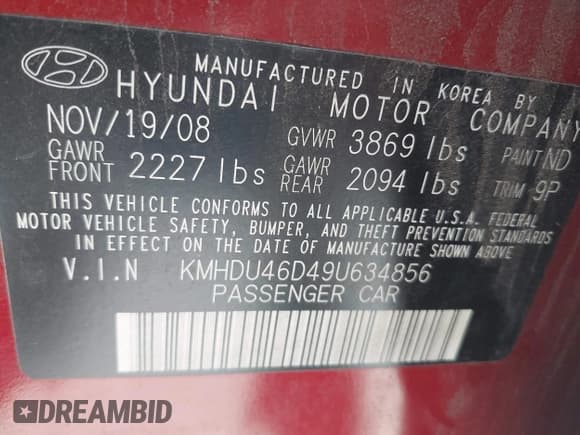 MANUFACTURED IN KOREA BY
HYUNDAI MOTOR COMPANY
NOV/19/08 GVWR 3869 lbs PAINT ND
GAWR FRONT 2227 lbs GAWR REAR 2094 lbs TRIM 9P
THIS VEHICLE CONFORMS TO ALL APPLICABLE U.S.A. FEDERAL
MOTOR VEHICLE SAFETY, BUMPER, AND THEFT PREVENTION STANDARDS
IN EFFECT ON THE DATE OF MANUFACTURE SHOWN ABOVE.
V.I.N KMHDU46D49U634856
PASSENGER CAR
DREAMBID